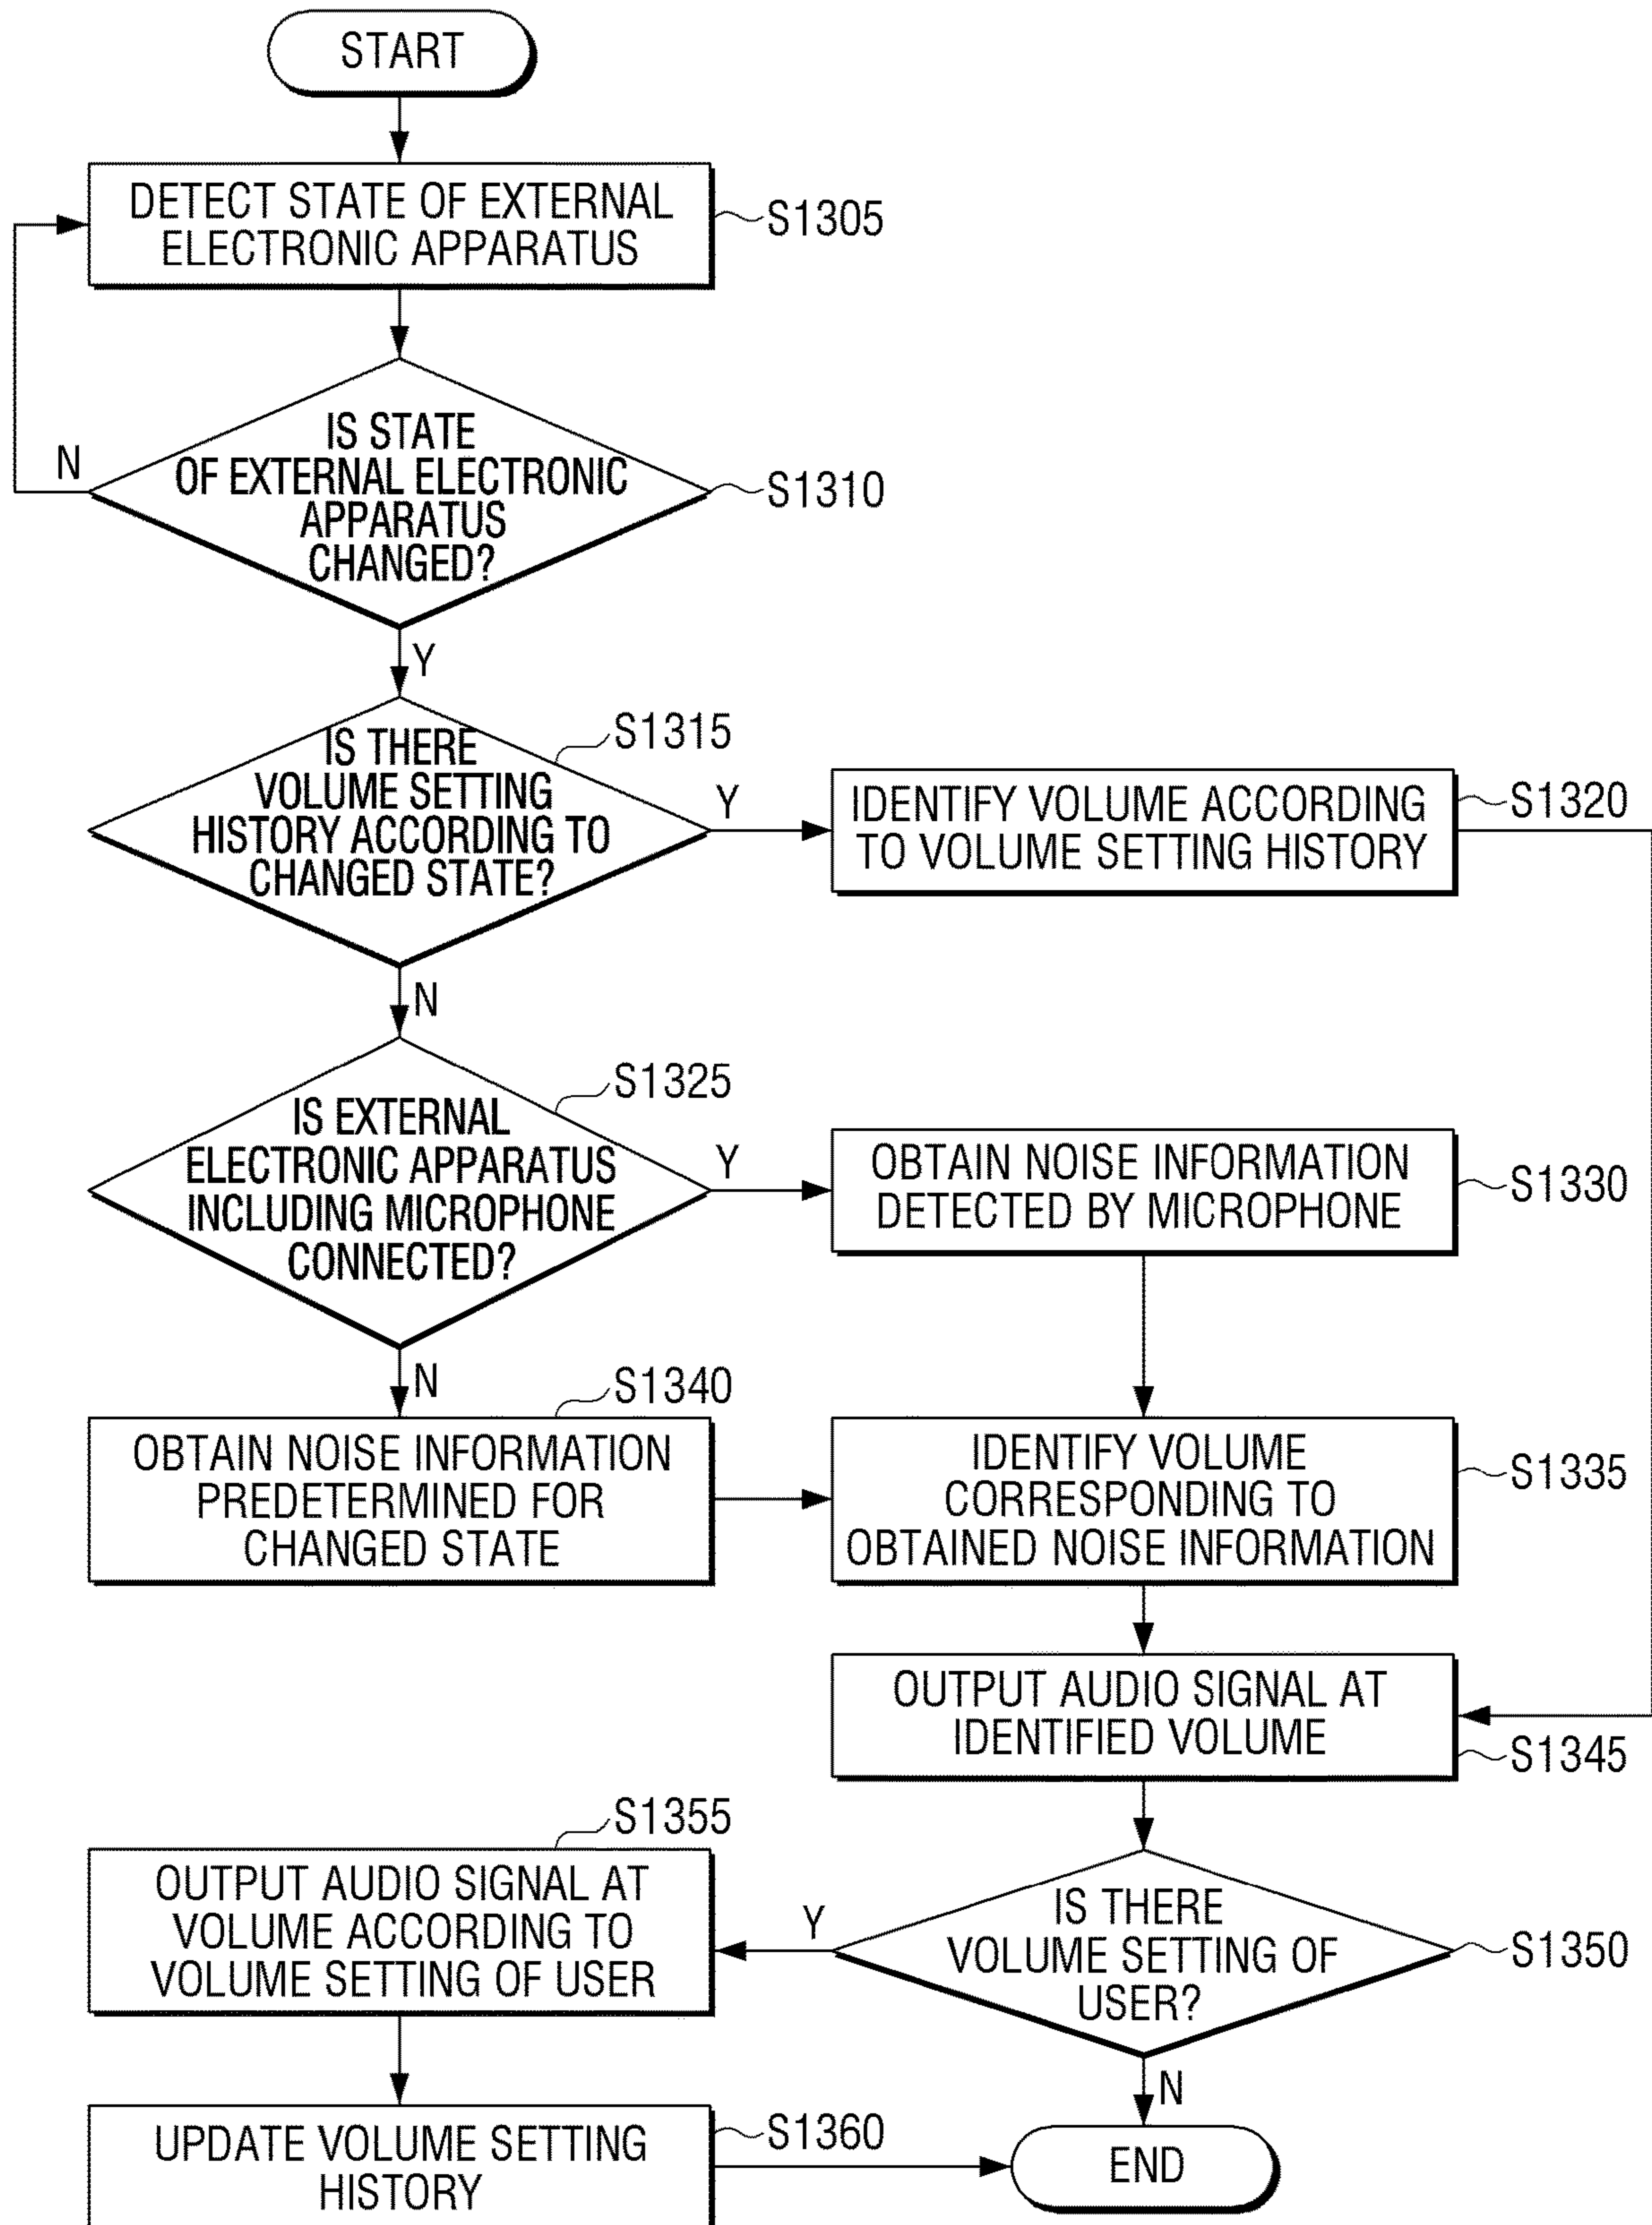 START
DETECT STATE OF EXTERNAL
ELECTRONIC APPARATUS
S1305
IS STATE
OF EXTERNAL ELECTRONIC
APPARATUS
CHANGED?
N
S1310
Y
IS THERE
VOLUME SETTING
HISTORY ACCORDING TO
CHANGED STATE?
S1315
Y
IDENTIFY VOLUME ACCORDING
TO VOLUME SETTING HISTORY
S1320
N
IS EXTERNAL
ELECTRONIC APPARATUS
INCLUDING MICROPHONE
CONNECTED?
S1325
Y
OBTAIN NOISE INFORMATION
DETECTED BY MICROPHONE
S1330
N
S1340
OBTAIN NOISE INFORMATION
PREDETERMINED FOR
CHANGED STATE
IDENTIFY VOLUME
CORRESPONDING TO
OBTAINED NOISE INFORMATION
S1335
OUTPUT AUDIO SIGNAL AT
IDENTIFIED VOLUME
S1345
S1355
OUTPUT AUDIO SIGNAL AT
VOLUME ACCORDING TO
VOLUME SETTING OF USER
Y
IS THERE
VOLUME SETTING OF
USER?
S1350
N
UPDATE VOLUME SETTING
HISTORY
S1360
END